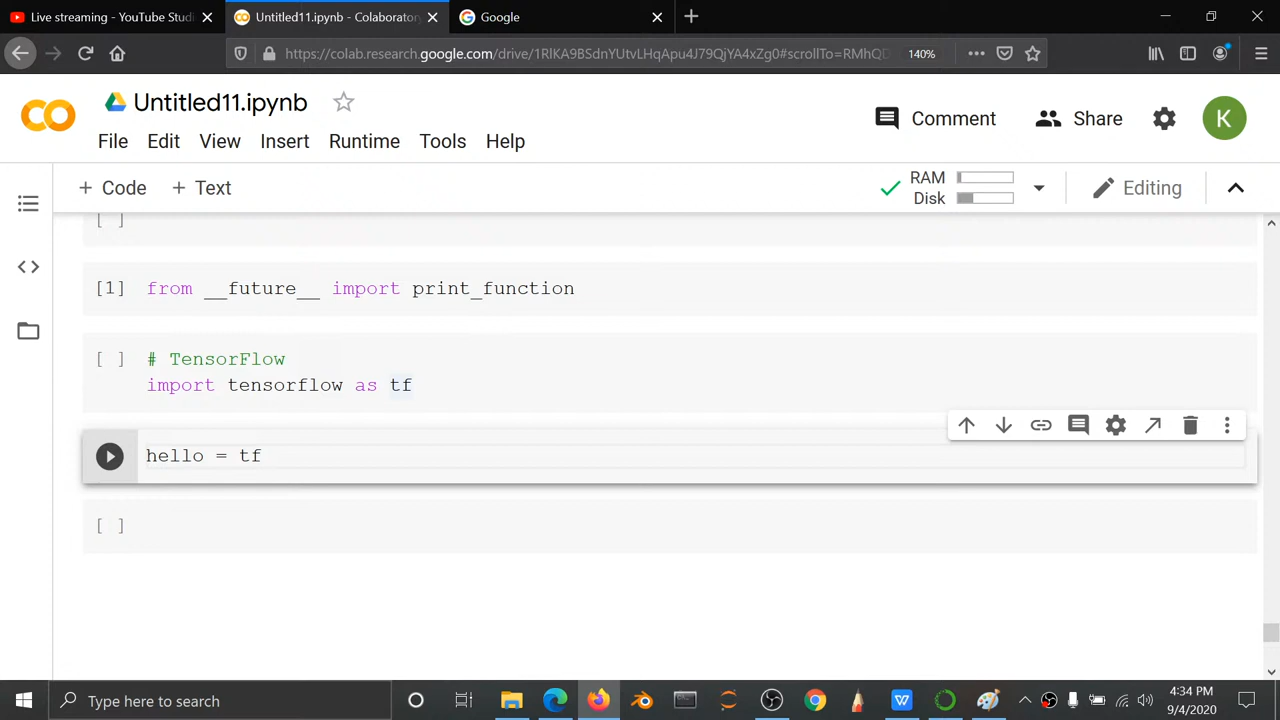 Live streaming - YouTube Studi
Untitled11.ipynb - Colaboratory
Google
https://colab.research.google.com/drive/1RlKA9BSdnYUtvLHqApu4J79QjYA4xZg0#scrollTo=RMhQD
140%
Untitled11.ipynb
Comment
Share
K
File Edit View Insert Runtime Tools Help
+ Code + Text
RAM
Disk
Editing
[ ]
[1] from __future__ import print_function
[ ] # TensorFlow
import tensorflow as tf
hello = tf
[ ]
Type here to search
4:34 PM
9/4/2020